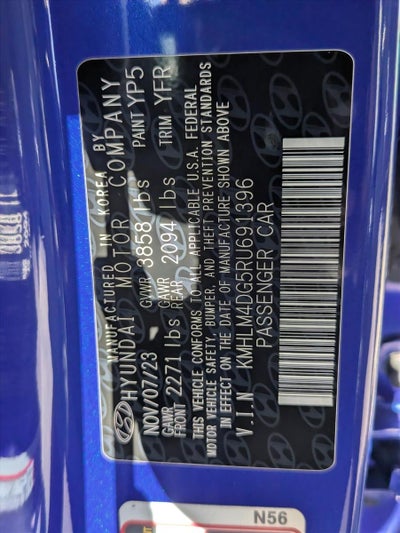 MANUFACTURED IN KOREA BY
HYUNDAI MOTOR COMPANY
NOV/07/23 GVWR 3858 lbs PAINT YP5
GAWR FRONT 2271 lbs GAWR REAR 2094 lbs TRIM YFR
THIS VEHICLE CONFORMS TO ALL APPLICABLE U.S.A. FEDERAL
MOTOR VEHICLE SAFETY, BUMPER, AND THEFT PREVENTION STANDARDS
IN EFFECT ON THE DATE OF MANUFACTURE SHOWN ABOVE
V.I.N KMHLM4DG5RU691396
PASSENGER CAR
N56